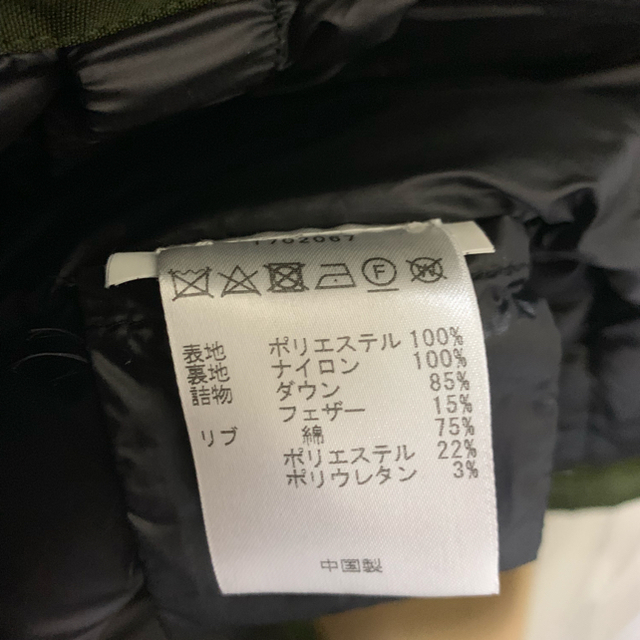 1702067
F W
表地 ポリエステル 100%
裏地 ナイロン 100%
詰物 ダウン 85%
フェザー 15%
リブ 綿 75%
ポリエステル 22%
ポリウレタン 3%
中国製